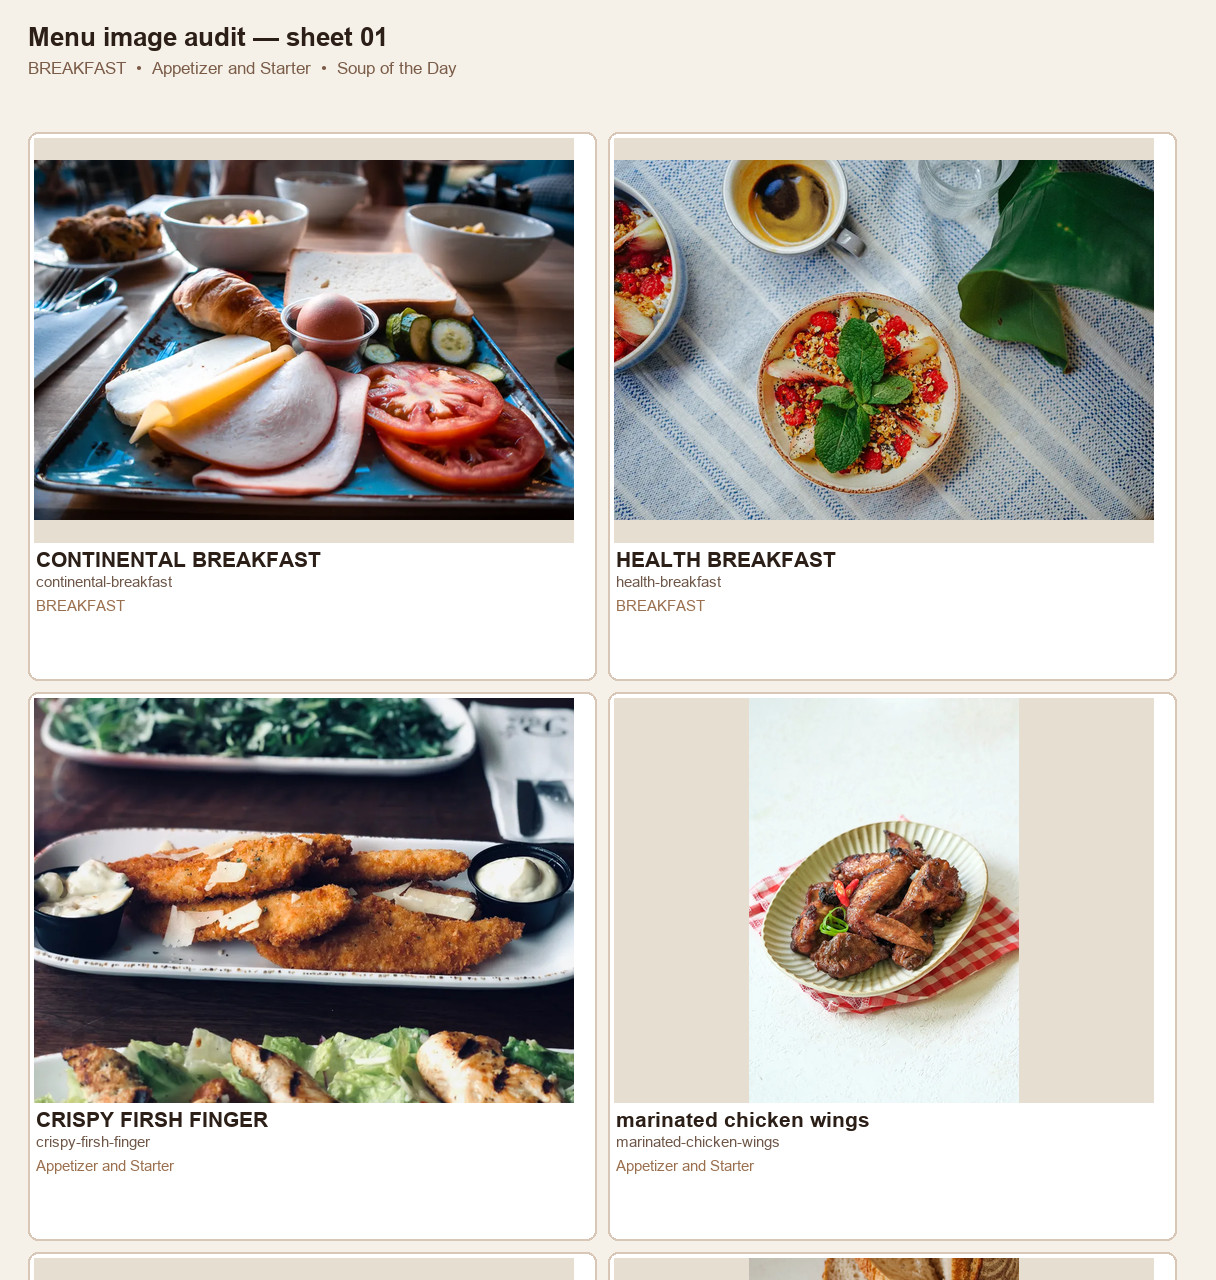 Menu image audit — sheet 01
BREAKFAST • Appetizer and Starter • Soup of the Day
CONTINENTAL BREAKFAST
continental-breakfast
BREAKFAST
HEALTH BREAKFAST
health-breakfast
BREAKFAST
CRISPY FIRSH FINGER
crispy-firsh-finger
Appetizer and Starter
marinated chicken wings
marinated-chicken-wings
Appetizer and Starter